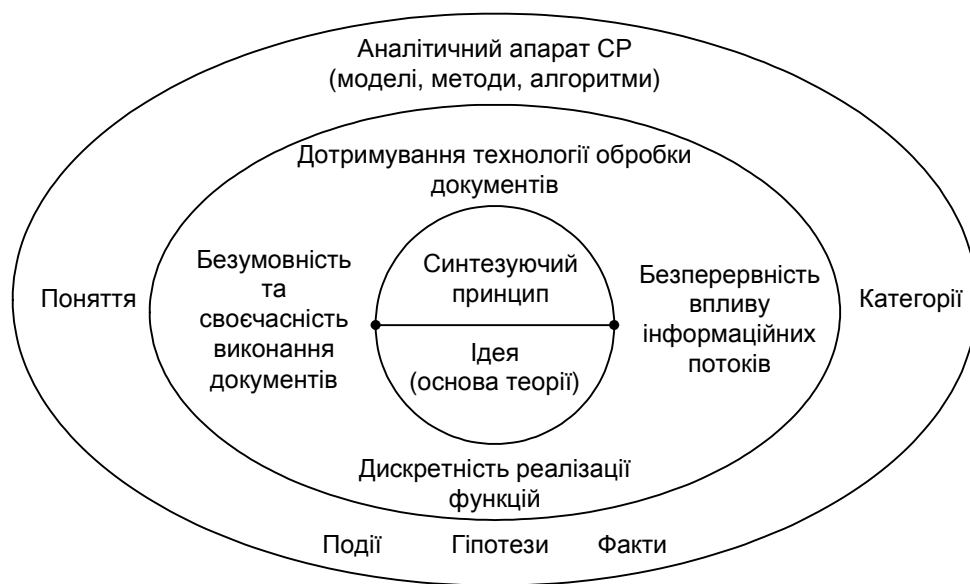 Аналітичний апарат СР
(моделі, методи, алгоритми)
Дотримування технології обробки
документів
Безумовність
та
своєчасність
виконання
документів
Синтезуючий
принцип
Ідея
(основа теорії)
Безперервність
впливу
інформаційних
потоків
Поняття
Категорії
Дискретність реалізації
функцій
Події Гіпотези Факти